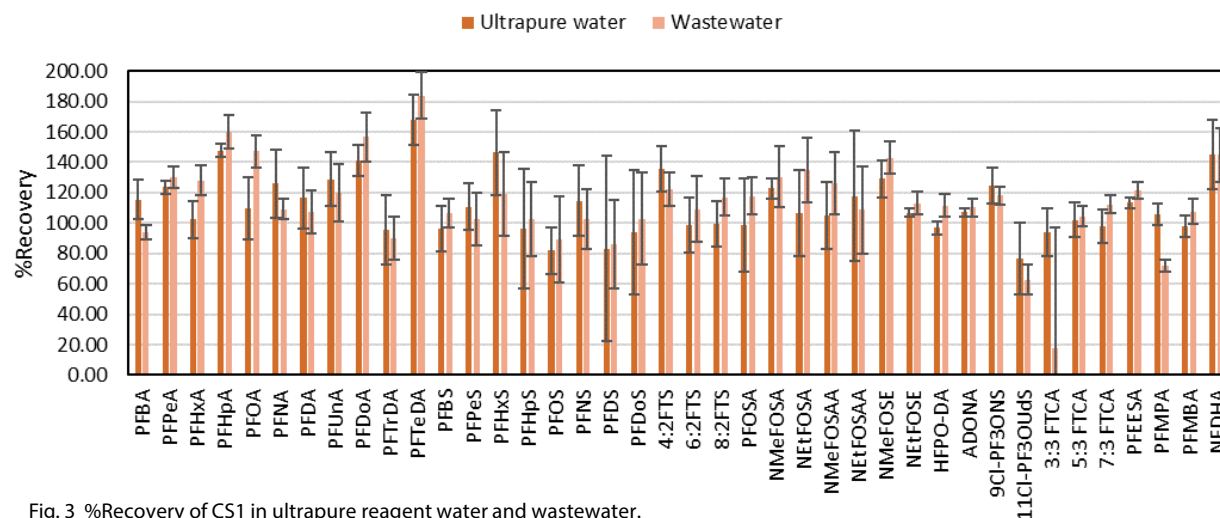 Ultrapure water Wastewater
200.00
180.00
160.00
140.00
120.00
100.00
80.00
60.00
40.00
20.00
0.00
%Recovery
PFBA
PFPeA
PFHxA
PFHpA
PFOA
PFNA
PFDA
PFUnA
PFDoA
PFTrDA
PFTeDA
PFBS
PFPeS
PFHxS
PFHpS
PFOS
PFNS
PFDS
PFDoS
4:2FTS
6:2FTS
8:2FTS
PFOSA
NMeFOSA
NEtFOSA
NMeFOSAA
NEtFOSAA
NMeFOSE
NEtFOSE
HFPO-DA
ADONA
9Cl-PF3ONS
11Cl-PF3OUdS
3:3 FTCA
5:3 FTCA
7:3 FTCA
PFEESA
PFMPA
PFMBA
NFDHA
Fig. 3 %Recovery of CS1 in ultrapure reagent water and wastewater.